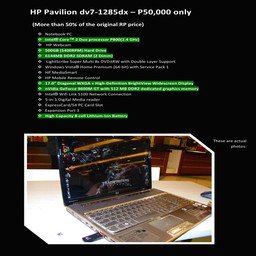 HP Pavilion dv7-1285dx – P50,000 only
(More than 50% of the original RP price)
Notebook PC
Intel® Core™ 2 Duo processor P8600 2.4 GHz
HP Webcam
500GB (5400RPM) Hard Drive
6144MB DDR2 SDRAM (2 Dimm)
LightScribe Super Multi 8x DVD±RW with Double Layer Support
Windows Vista® Home Premium (64-bit) with Service Pack 1
HP MediaSmart
HP Mobile Remote Control
17.0" Diagonal WXGA + High-Definition BrightView Widescreen Display
nVidia GeForce 9600M GT with 512 MB DDR2 dedicated graphics memory
Intel® WiFi Link 5100 Network Connection
5-in-1 Digital Media reader
ExpressCard/54 PC Card Slot
Expansion Port 3
High Capacity 8-cell Lithium-Ion Battery
These are actual
photos: